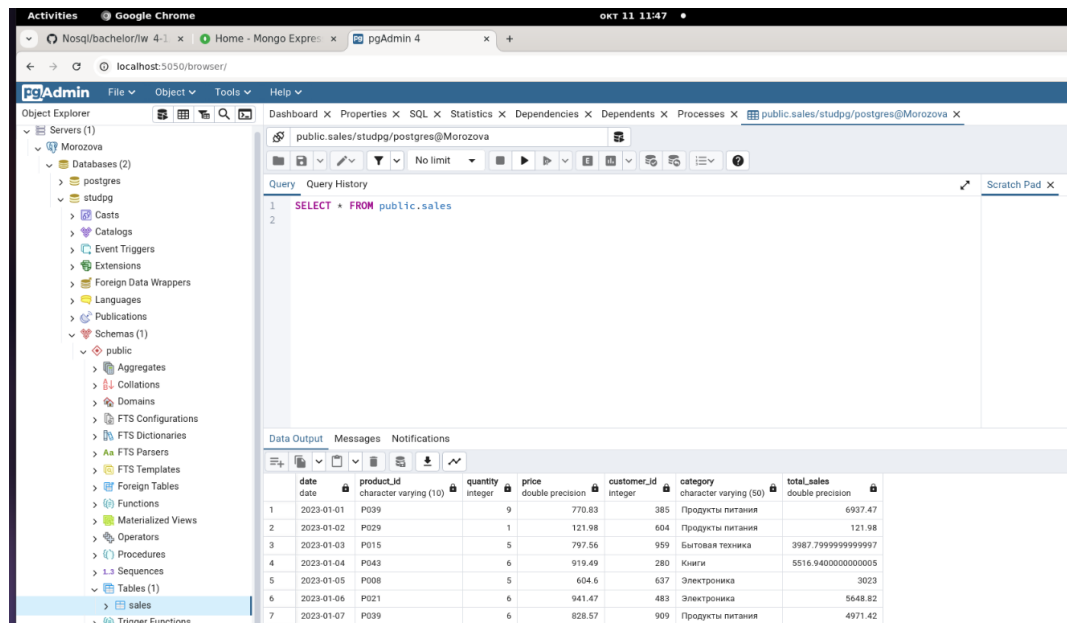 Activities Google Chrome окт 11 11:47
Nosql/bachelor/lw 4-1 Home - Mongo Expres pgAdmin 4
localhost:5050/browser/
pgAdmin File Object Tools Help
Object Explorer Dashboard Properties SQL Statistics Dependencies Dependents Processes public.sales/studpg/postgres@Morozova
Servers (1)
public.sales/studpg/postgres@Morozova
Morozova
Databases (2) No limit
postgres
Query Query History Scratch Pad
studpg
1 SELECT * FROM public.sales
2
Casts
Catalogs
Event Triggers
Extensions
Foreign Data Wrappers
Languages
Publications
Schemas (1)
public
Aggregates
Collations
Domains
FTS Configurations
FTS Dictionaries
Aa FTS Parsers
FTS Templates
Foreign Tables
Functions
Materialized Views
Operators
Procedures
1..3 Sequences
Tables (1)
sales
Trigger Functions
Data Output Messages Notifications
date product_id quantity price customer_id category total_sales
date character varying (10) integer double precision integer character varying (50) double precision
1 2023-01-01 P039 9 770.83 385 Продукты питания 6937.47
2 2023-01-02 P029 1 121.98 604 Продукты питания 121.98
3 2023-01-03 P015 5 797.56 959 Бытовая техника 3987.7999999999997
4 2023-01-04 P043 6 919.49 280 Книги 5516.9400000000005
5 2023-01-05 P008 5 604.6 637 Электроника 3023
6 2023-01-06 P021 6 941.47 483 Электроника 5648.82
7 2023-01-07 P039 6 828.57 909 Продукты питания 4971.42